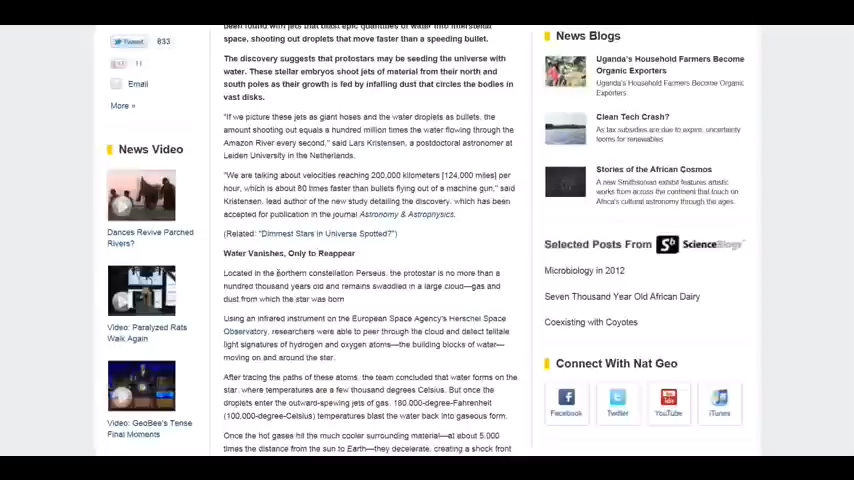 been found with jets that blast epic quantities of water into interstellar
space, shooting out droplets that move faster than a speeding bullet.
The discovery suggests that protostars may be seeding the universe with
water. These stellar embryos shoot jets of material from their north and
south poles as their growth is fed by infalling dust that circles the bodies in
vast disks.
"If we picture these jets as giant hoses and the water droplets as bullets, the
amount shooting out equals a hundred million times the water flowing through the
Amazon River every second," said Lars Kristensen, a postdoctoral astronomer at
Leiden University in the Netherlands.
"We are talking about velocities reaching 200,000 kilometers [124,000 miles] per
hour, which is about 80 times faster than bullets flying out of a machine gun," said
Kristensen, lead author of the new study detailing the discovery, which has been
accepted for publication in the journal Astronomy & Astrophysics.
(Related: "Dimmest Stars in Universe Spotted?")
Water Vanishes, Only to Reappear
Located in the northern constellation Perseus, the protostar is no more than a
hundred thousand years old and remains swaddled in a large cloud—gas and
dust from which the star was born
Using an infrared instrument on the European Space Agency's Herschel Space
Observatory, researchers were able to peer through the cloud and detect telltale
light signatures of hydrogen and oxygen atoms—the building blocks of water—
moving on and around the star.
After tracing the paths of these atoms, the team concluded that water forms on the
star, where temperatures are a few thousand degrees Celsius. But once the
droplets enter the outward-spewing jets of gas, 180,000-degree-Fahrenheit
(100,000-degree-Celsius) temperatures blast the water back into gaseous form.
Once the hot gases hit the much cooler surrounding material—at about 5,000
times the distance from the sun to Earth—they decelerate, creating a shock front
Tweet 833
11
Email
More »
News Video
Dances Revive Parched
Rivers?
Video: Paralyzed Rats
Walk Again
Video: GeoBee's Tense
Final Moments
News Blogs
Uganda's Household Farmers Become
Organic Exporters
Uganda's Household Farmers Become Organic
Exporters
Clean Tech Crash?
As tax subsidies are due to expire, uncertainty
looms for renewables
Stories of the African Cosmos
A new Smithsonian exhibit features artistic
works from across the continent that touch on
Africa's cultural astronomy through the ages.
Selected Posts From Sb ScienceBlogs
Microbiology in 2012
Seven Thousand Year Old African Dairy
Coexisting with Coyotes
Connect With Nat Geo
Facebook
Twitter
YouTube
iTunes